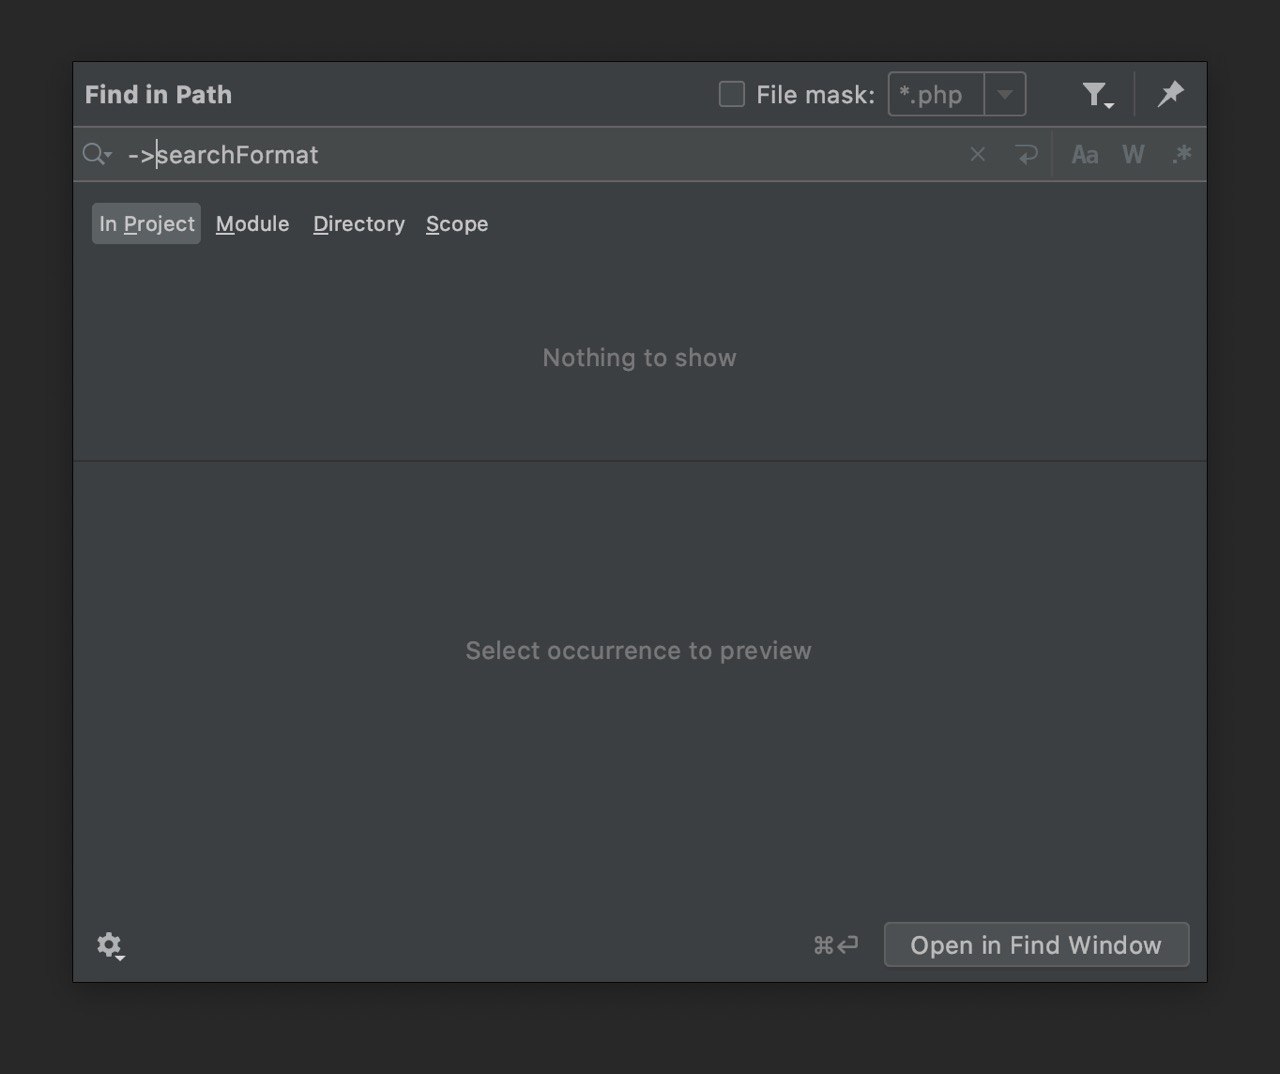 Find in Path File mask: *.php
->searchFormat Aa W .*
In Project Module Directory Scope
Nothing to show
Select occurrence to preview
⌘⏎ Open in Find Window